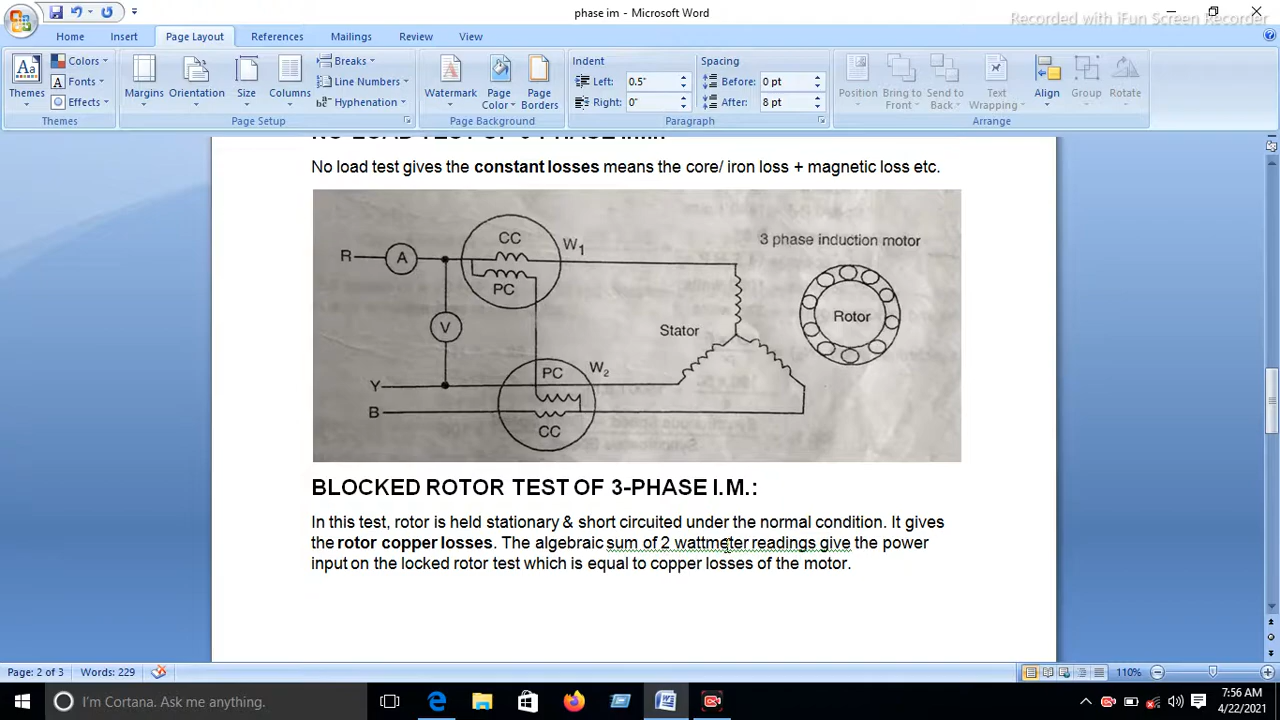 phase im - Microsoft Word
Recorded with iFun Screen Recorder
Home Insert Page Layout References Mailings Review View
Themes Colors Fonts Effects Themes
Margins Orientation Size Columns Breaks Line Numbers Hyphenation Page Setup
Watermark Page Color Page Borders Page Background
Indent Left: 0.5" Right: 0" Spacing Before: 0 pt After: 8 pt Paragraph
Position Bring to Front Send to Back Text Wrapping Align Group Rotate Arrange
NO LOAD TEST OF 3-PHASE I.M.:
No load test gives the constant losses means the core/ iron loss + magnetic loss etc.
R A CC PC W1
3 phase induction motor
V Stator Rotor
Y PC W2
B CC
BLOCKED ROTOR TEST OF 3-PHASE I.M.:
In this test, rotor is held stationary & short circuited under the normal condition. It gives
the rotor copper losses. The algebraic sum of 2 wattmeter readings give the power
input on the locked rotor test which is equal to copper losses of the motor.
Page: 2 of 3 Words: 229 110%
I'm Cortana. Ask me anything.
7:56 AM
4/22/2021